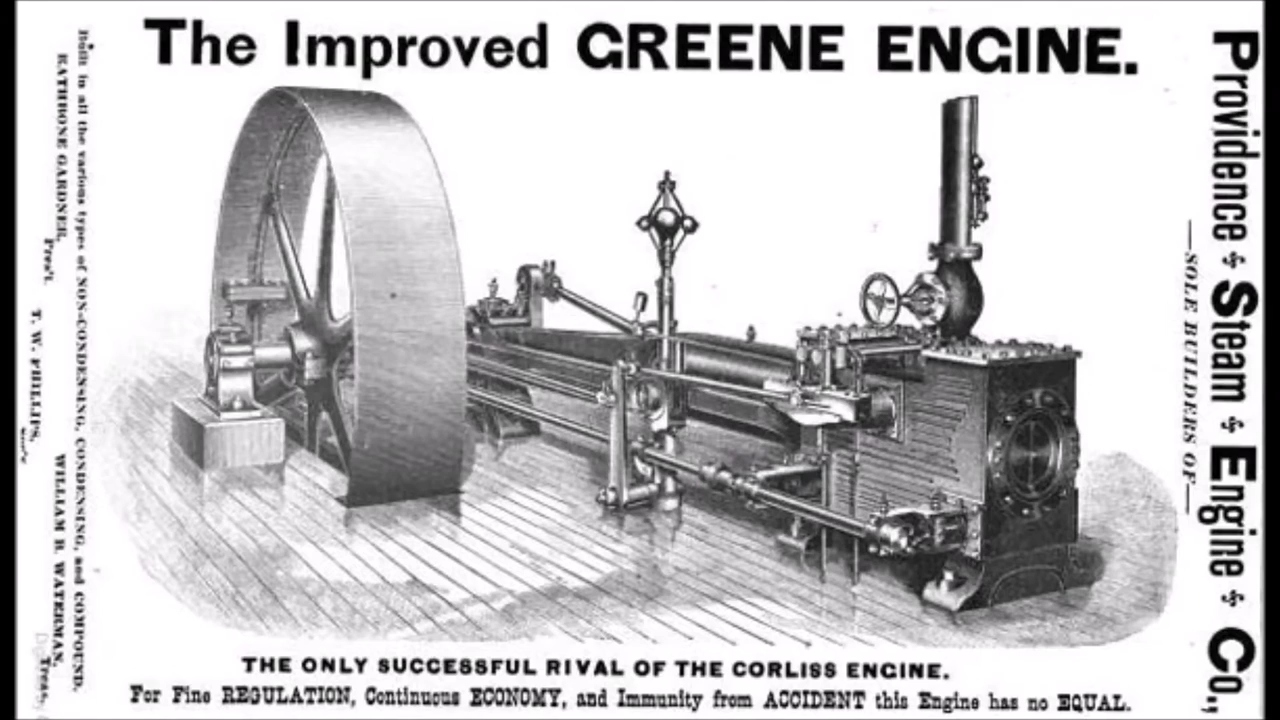 The Improved GREENE ENGINE.
Providence Steam Engine Co.,
—SOLE BUILDERS OF—
THE ONLY SUCCESSFUL RIVAL OF THE CORLISS ENGINE.
For Fine REGULATION, Continuous ECONOMY, and Immunity from ACCIDENT this Engine has no EQUAL.
Built in all the various types of NON-CONDENSING, CONDENSING, and COMPOUND.
RATHBONE GARDNER, Pres't.
T. W. PHILLIPS,
WILLIAM B. WATERMAN, Treas.